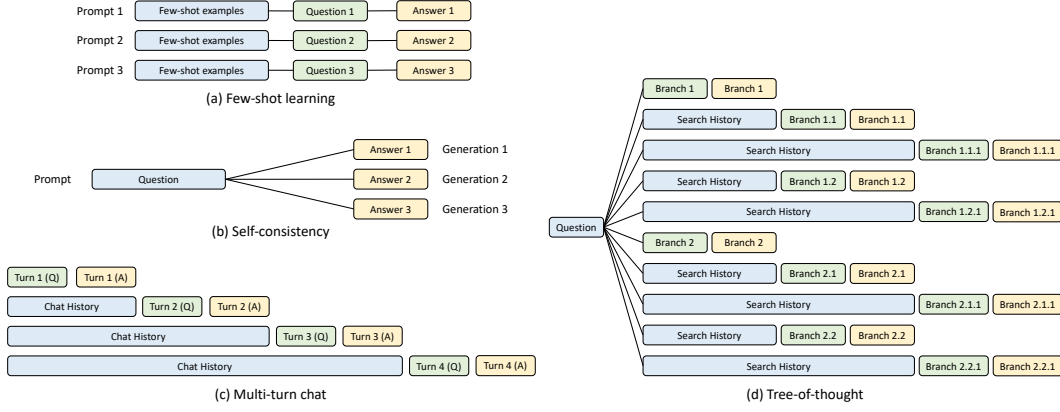 Prompt 1 Few-shot examples Question 1 Answer 1
Prompt 2 Few-shot examples Question 2 Answer 2
Prompt 3 Few-shot examples Question 3 Answer 3
(a) Few-shot learning
Prompt Question
Answer 1 Generation 1
Answer 2 Generation 2
Answer 3 Generation 3
(b) Self-consistency
Turn 1 (Q) Turn 1 (A)
Chat History Turn 2 (Q) Turn 2 (A)
Chat History Turn 3 (Q) Turn 3 (A)
Chat History Turn 4 (Q) Turn 4 (A)
(c) Multi-turn chat
Question
Branch 1 Branch 1
Search History Branch 1.1 Branch 1.1
Search History Branch 1.1.1 Branch 1.1.1
Search History Branch 1.2 Branch 1.2
Search History Branch 1.2.1 Branch 1.2.1
Branch 2 Branch 2
Search History Branch 2.1 Branch 2.1
Search History Branch 2.1.1 Branch 2.1.1
Search History Branch 2.2 Branch 2.2
Search History Branch 2.2.1 Branch 2.2.1
(d) Tree-of-thought